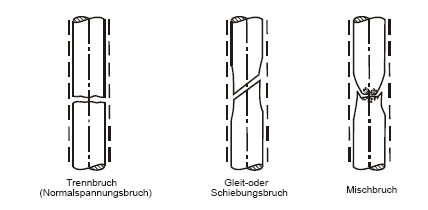 Trennbruch
(Normalspannungsbruch)
Gleit-oder
Schiebungsbruch
Mischbruch